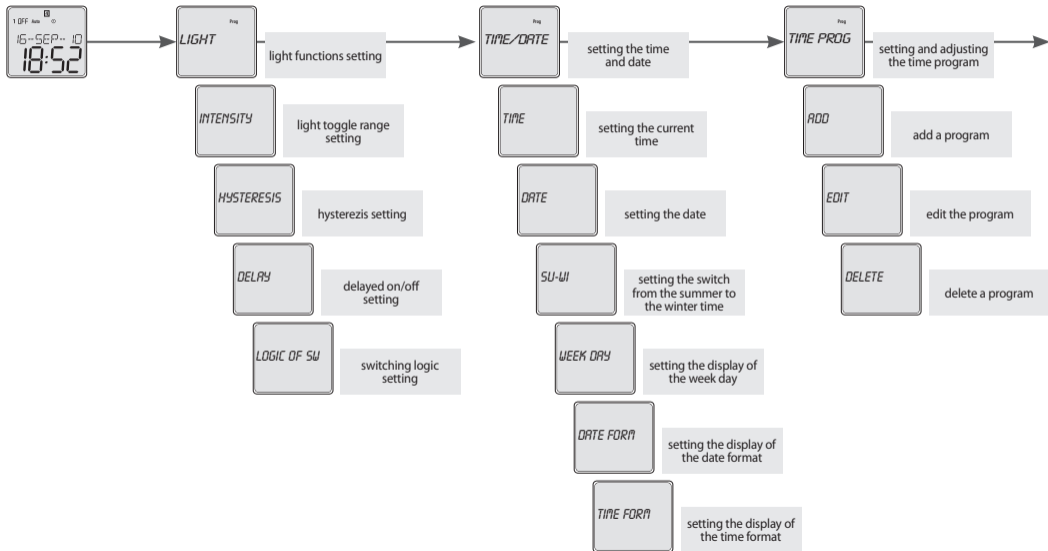 1 OFF Auto
16-SEP-10
18:52
Prog
LIGHT
light functions setting
INTENSITY
light toggle range
setting
HYSTERESIS
hysterezis setting
DELAY
delayed on/off
setting
LOGIC OF SW
switching logic
setting
Prog
TIME/DATE
setting the time
and date
TIME
setting the current
time
DATE
setting the date
SU-WI
setting the switch
from the summer to
the winter time
WEEK DAY
setting the display of
the week day
DATE FORM
setting the display of
the date format
TIME FORM
setting the display of
the time format
Prog
TIME PROG
setting and adjusting
the time program
ADD
add a program
EDIT
edit the program
DELETE
delete a program